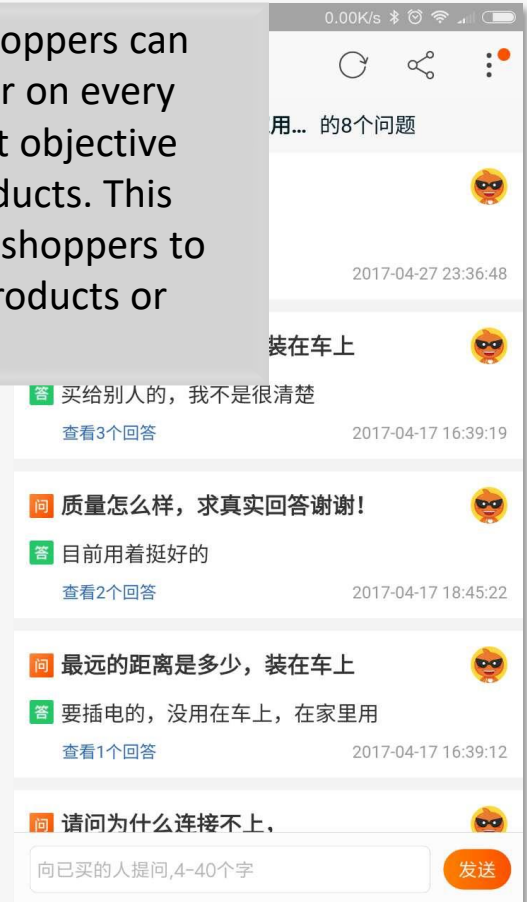 0.00K/s
oppers can
r on every
用... 的8个问题
t objective
ducts. This
shoppers to
2017-04-27 23:36:48
roducts or
装在车上
答 买给别人的，我不是很清楚
查看3个回答 2017-04-17 16:39:19
问 质量怎么样，求真实回答谢谢！
答 目前用着挺好的
查看2个回答 2017-04-17 18:45:22
问 最远的距离是多少，装在车上
答 要插电的，没用在车上，在家里用
查看1个回答 2017-04-17 16:39:12
问 请问为什么连接不上，
向已买的人提问,4-40个字 发送